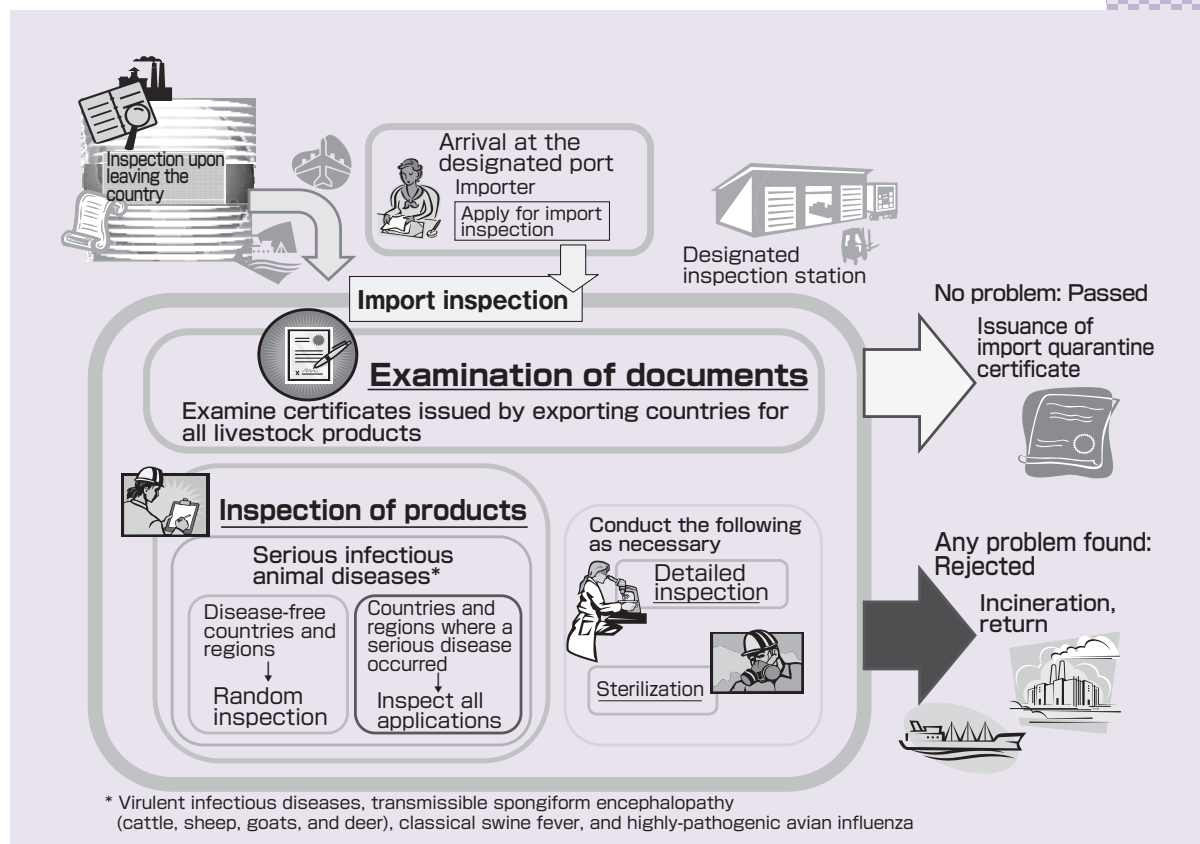 Inspection upon
leaving the
country
Arrival at the
designated port
Importer
Apply for import
inspection
Designated
inspection station
Import inspection
Examination of documents
Examine certificates issued by exporting countries for
all livestock products
Inspection of products
Serious infectious
animal diseases*
Disease-free
countries and
regions
↓
Random
inspection
Countries and
regions where a
serious disease
occurred
↓
Inspect all
applications
Conduct the following
as necessary
Detailed
inspection
Sterilization
No problem: Passed
Issuance of
import quarantine
certificate
Any problem found:
Rejected
Incineration,
return
* Virulent infectious diseases, transmissible spongiform encephalopathy
(cattle, sheep, goats, and deer), classical swine fever, and highly-pathogenic avian influenza